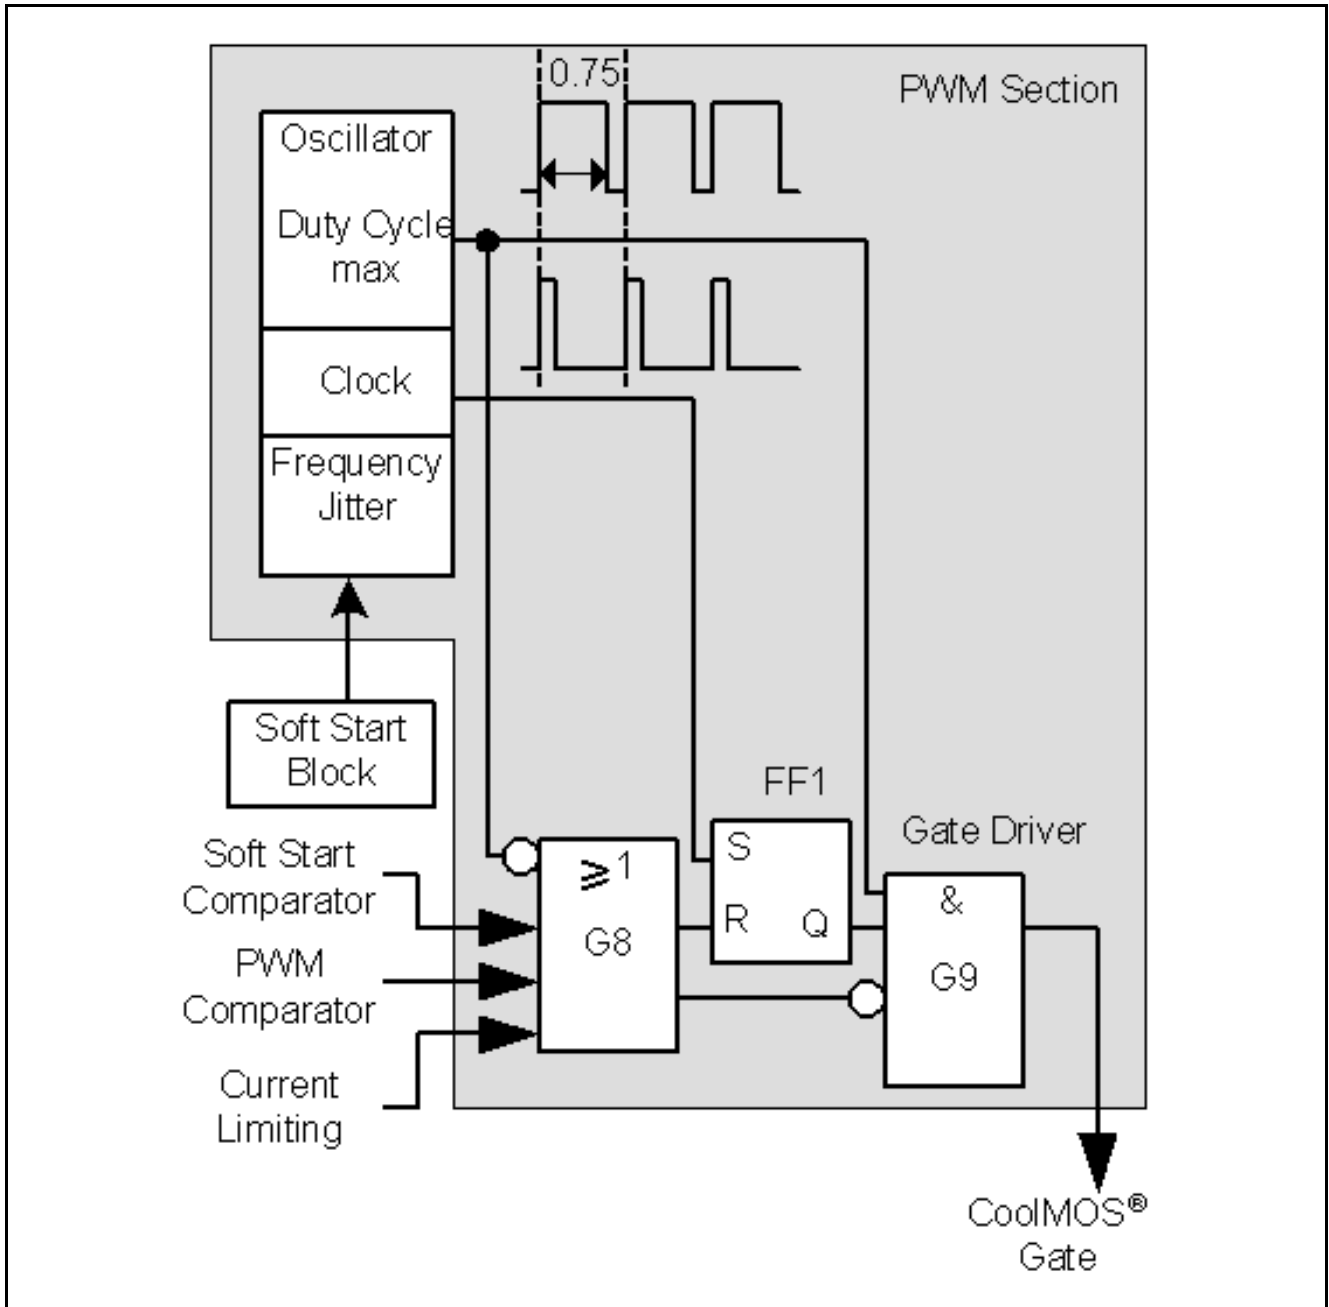 0.75
PWM Section
Oscillator
Duty Cycle
max
Clock
Frequency
Jitter
Soft Start
Block
FF1
Gate Driver
Soft Start
Comparator
PWM
Comparator
Current
Limiting
≥1
G8
S
R
Q
&
G9
CoolMOS®
Gate